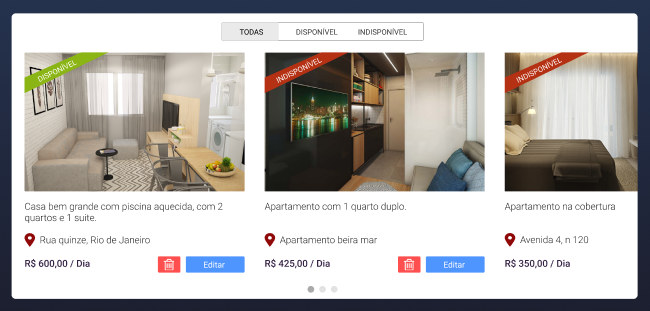 TODAS DISPONÍVEL INDISPONÍVEL
DISPONÍVEL
Casa bem grande com piscina aquecida, com 2
quartos e 1 suite.
Rua quinze, Rio de Janeiro
R$ 600,00 / Dia
Editar
INDISPONÍVEL
Apartamento com 1 quarto duplo.
Apartamento beira mar
R$ 425,00 / Dia
Editar
INDISPONÍVEL
Apartamento na cobertura
Avenida 4, n 120
R$ 350,00 / Dia